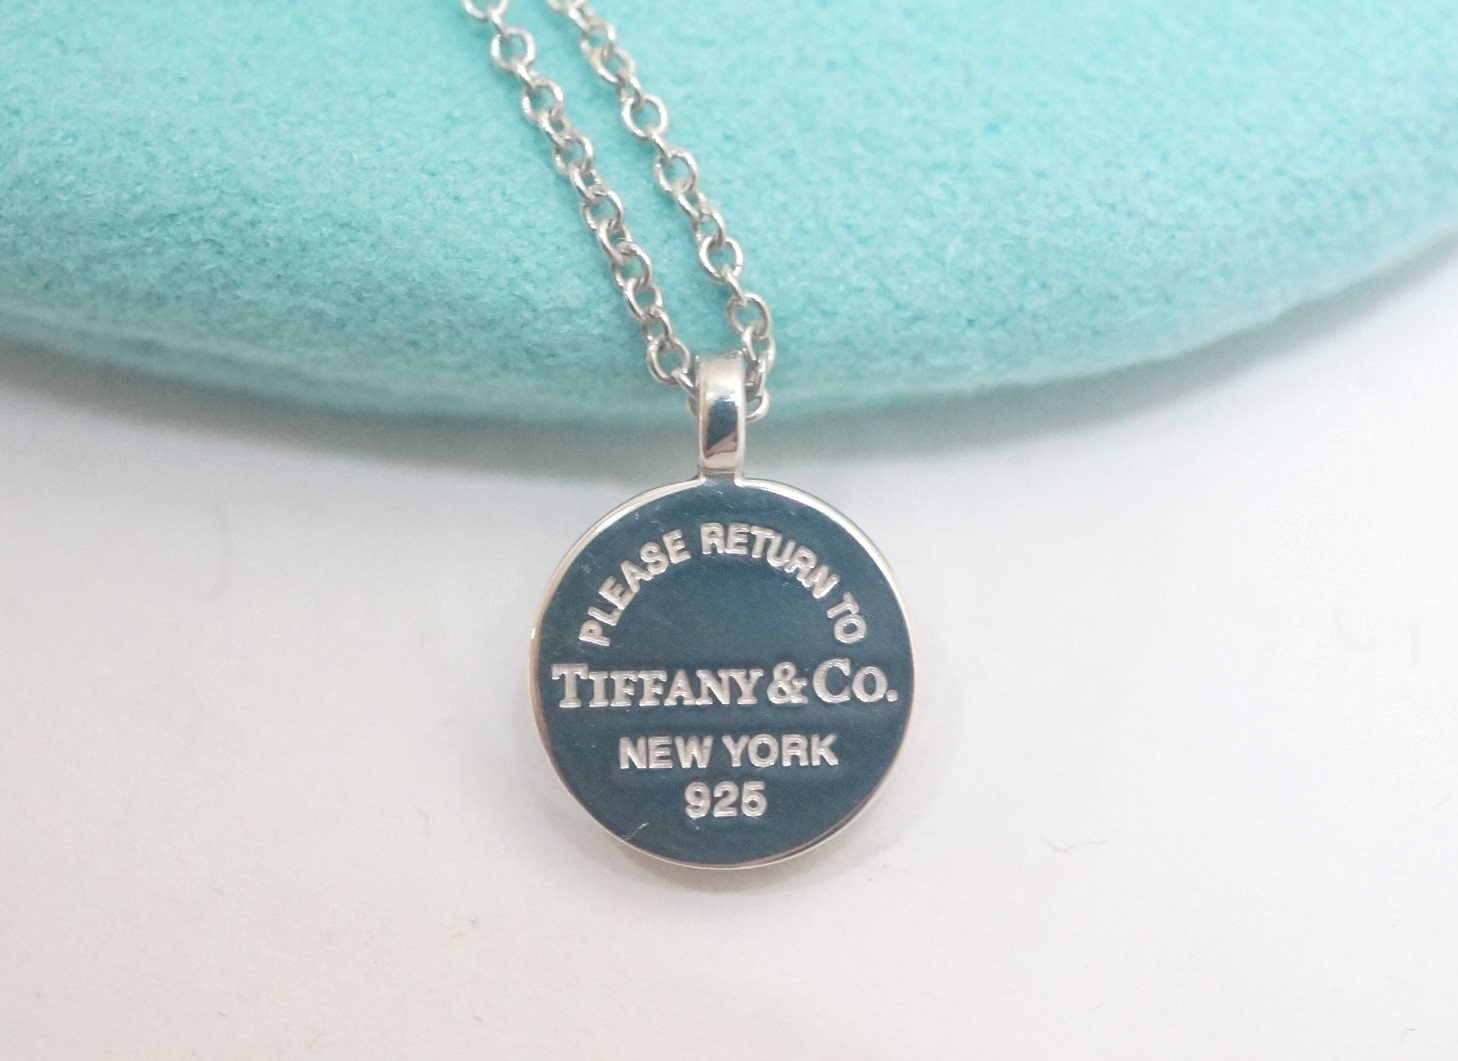 PLEASE RETURN TO
TIFFANY & CO.
NEW YORK
925